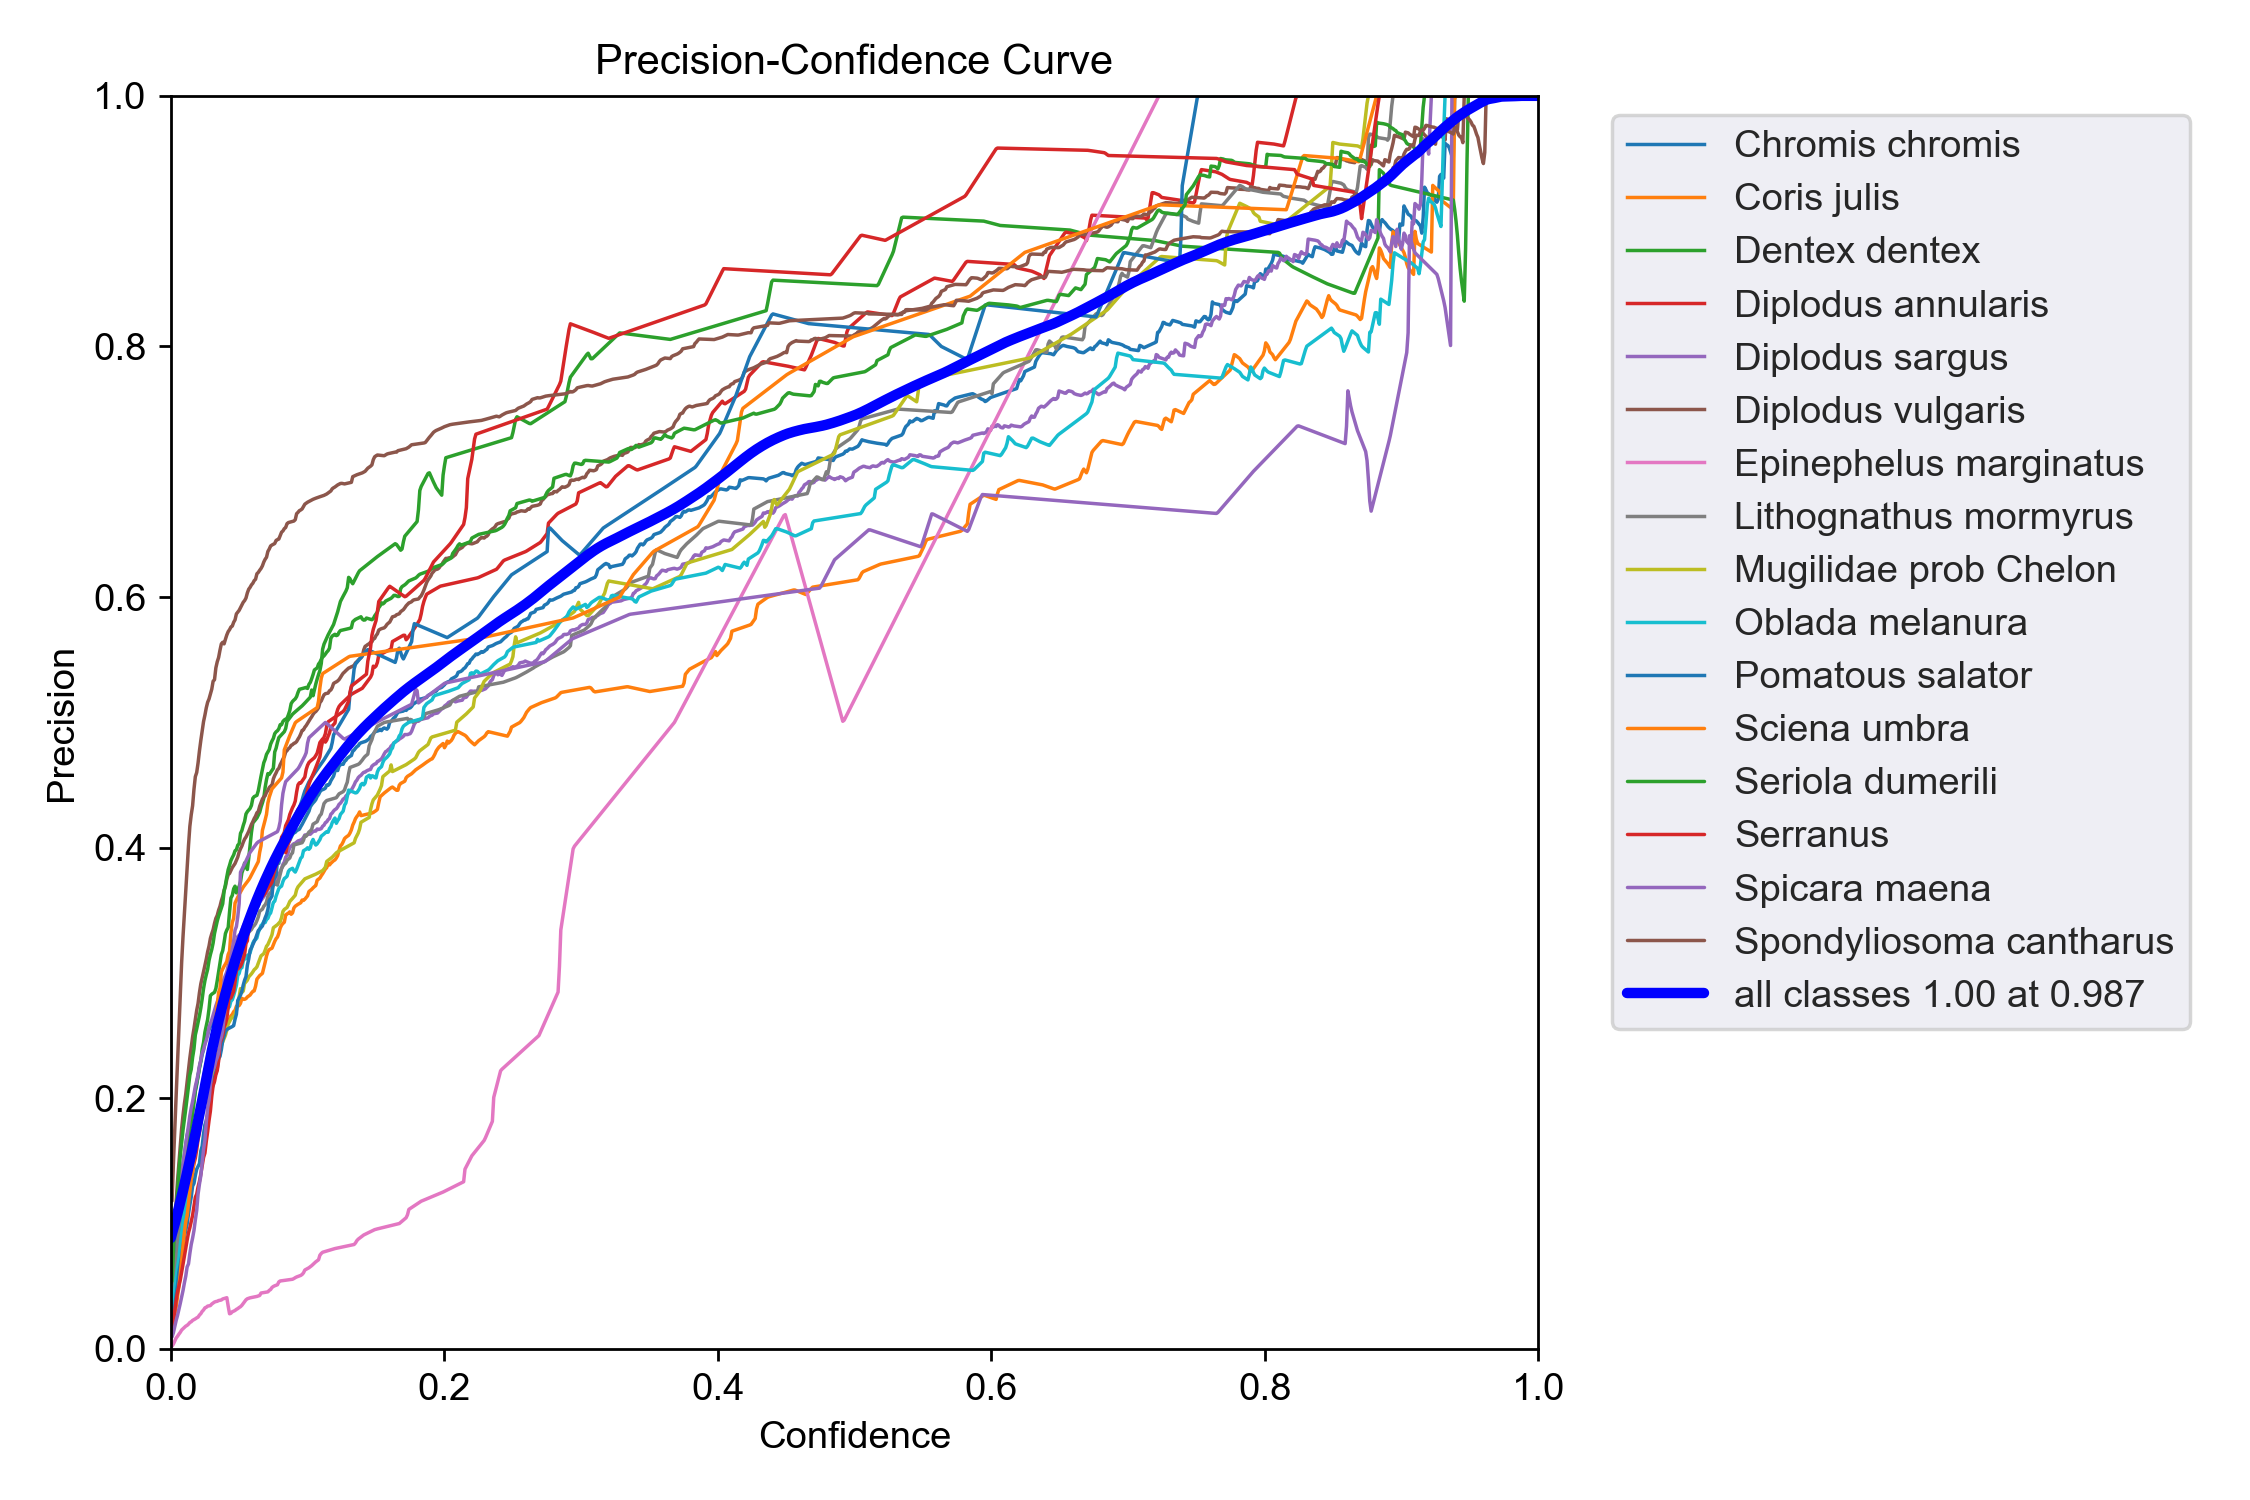 Precision-Confidence Curve
1.0
0.8
0.6
0.4
0.2
0.0
Precision
0.0 0.2 0.4 0.6 0.8 1.0
Confidence
Chromis chromis
Coris julis
Dentex dentex
Diplodus annularis
Diplodus sargus
Diplodus vulgaris
Epinephelus marginatus
Lithognathus mormyrus
Mugilidae prob Chelon
Oblada melanura
Pomatous salator
Sciena umbra
Seriola dumerili
Serranus
Spicara maena
Spondyliosoma cantharus
all classes 1.00 at 0.987